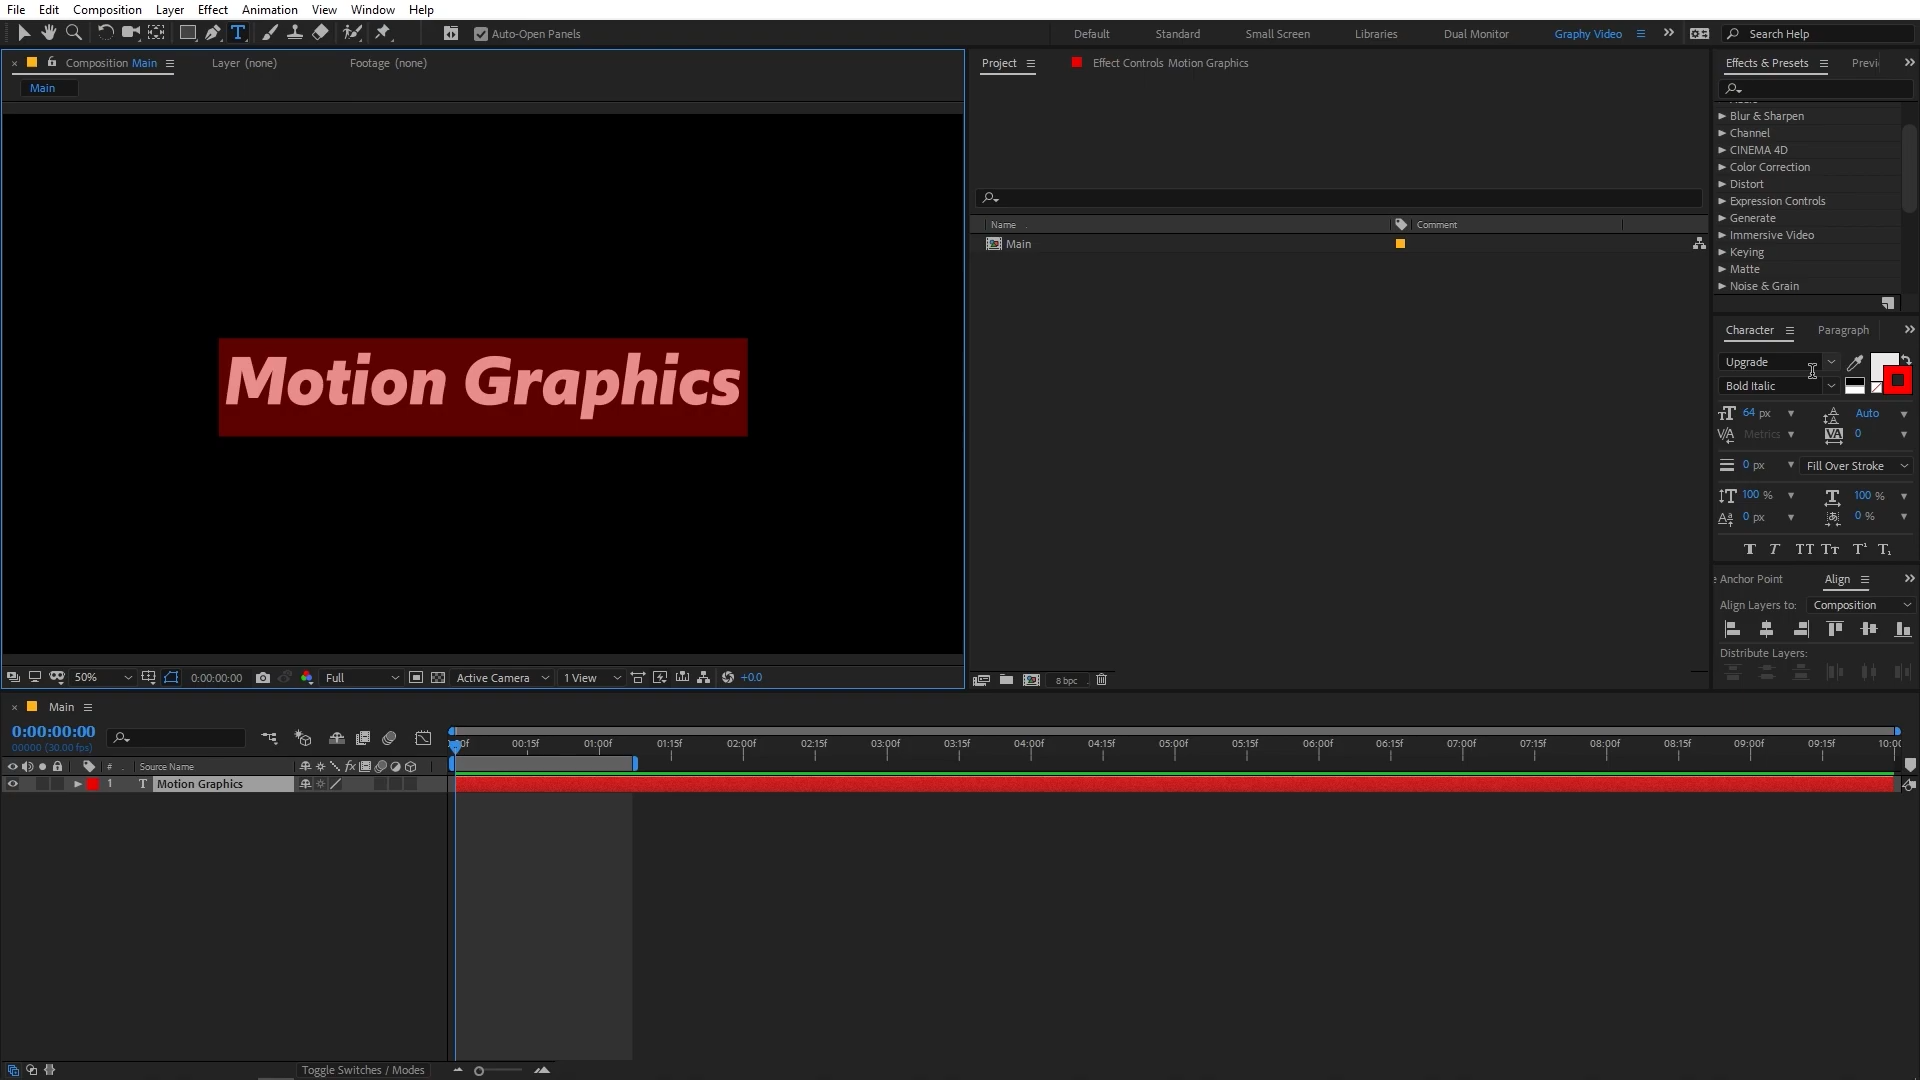 File Edit Composition Layer Effect Animation View Window Help
Auto-Open Panels Default Standard Small Screen Libraries Dual Monitor Graphy Video Search Help
Composition Main Layer (none) Footage (none)
Main
Project Effect Controls Motion Graphics
Name Comment
Main
Effects & Presets
Blur & Sharpen
Channel
CINEMA 4D
Color Correction
Distort
Expression Controls
Generate
Immersive Video
Keying
Matte
Noise & Grain
Motion Graphics
Character Paragraph
Upgrade
Bold Italic
64 px Auto
Metrics 0
0 px Fill Over Stroke
100 % 100 %
0 px 0 %
Anchor Point Align
Align Layers to: Composition
Distribute Layers:
50% 0:00:00:00 Full Active Camera 1 View +0.0
8 bpc
Main
0:00:00:00
00000 (30.00 fps)
00:15f 01:00f 01:15f 02:00f 02:15f 03:00f 03:15f 04:00f 04:15f 05:00f 05:15f 06:00f 06:15f 07:00f 07:15f 08:00f 08:15f 09:00f 09:15f
# Source Name
1 Motion Graphics
Toggle Switches / Modes